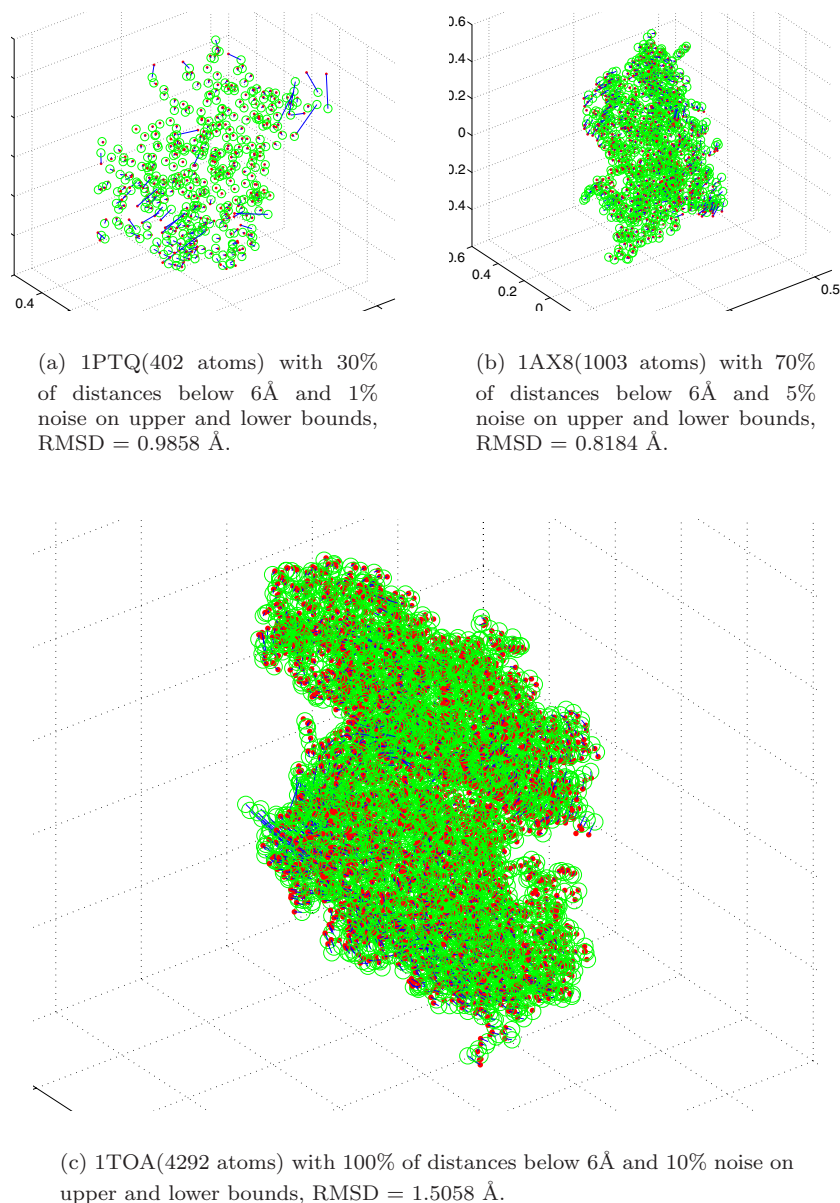 0.4
0.6
0.4
0.2
0
0.2
0.4
0.6
0.4
0.2
0
0.5
(a) 1PTQ(402 atoms) with 30%
of distances below 6Å and 1%
noise on upper and lower bounds,
RMSD = 0.9858 Å.
(b) 1AX8(1003 atoms) with 70%
of distances below 6Å and 5%
noise on upper and lower bounds,
RMSD = 0.8184 Å.
(c) 1TOA(4292 atoms) with 100% of distances below 6Å and 10% noise on
upper and lower bounds, RMSD = 1.5058 Å.